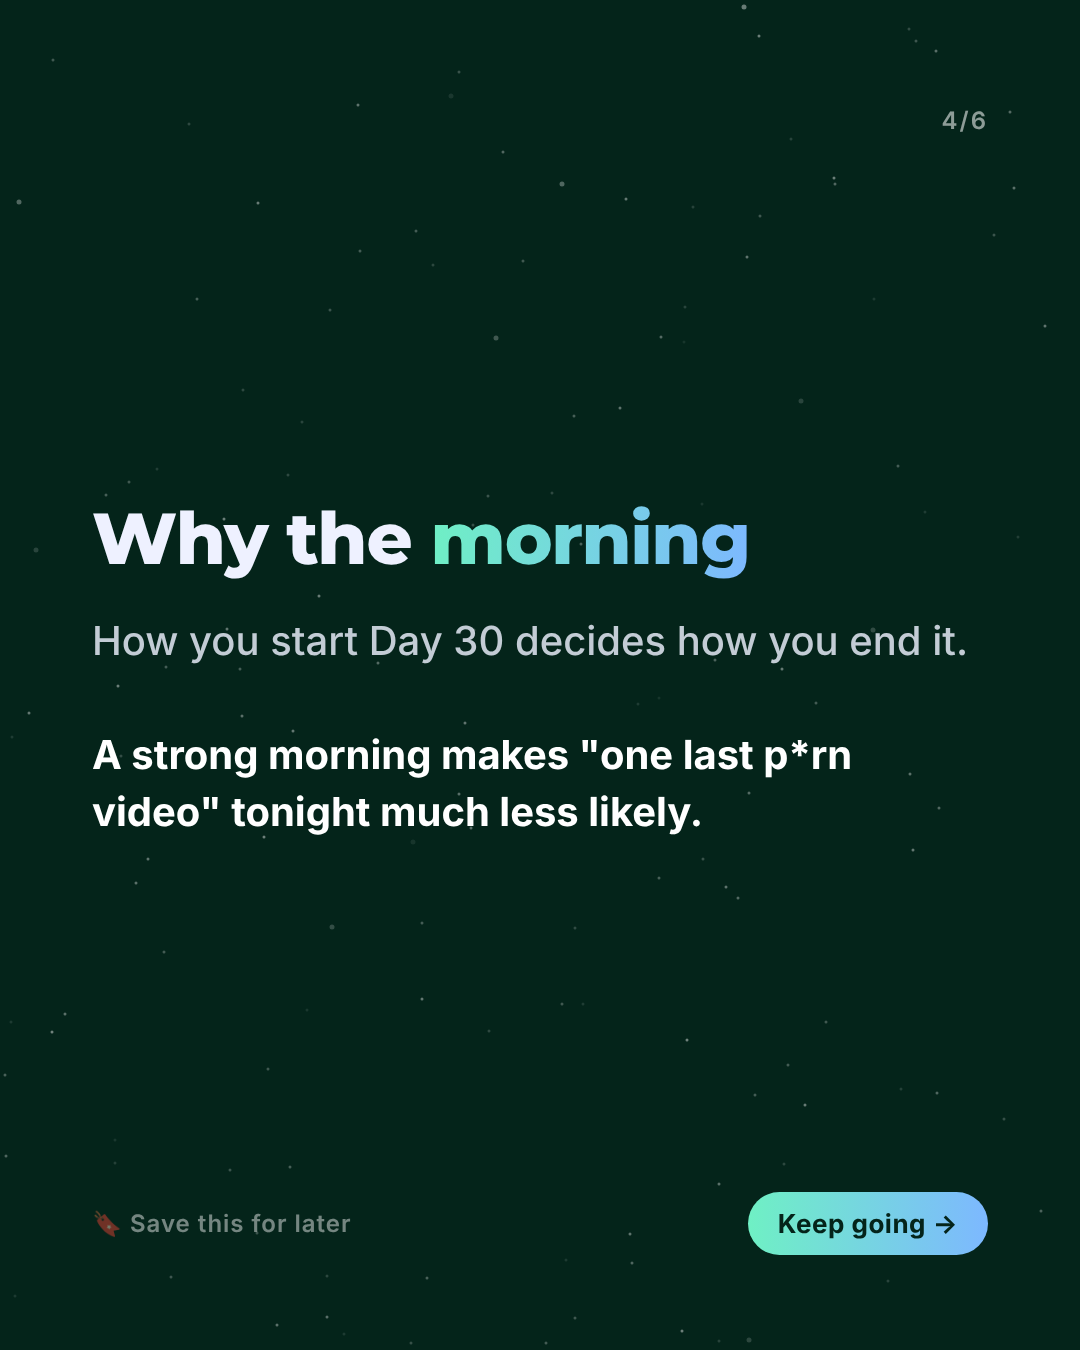 4/6
Why the morning
How you start Day 30 decides how you end it.
A strong morning makes "one last p*rn
video" tonight much less likely.
Save this for later
Keep going →